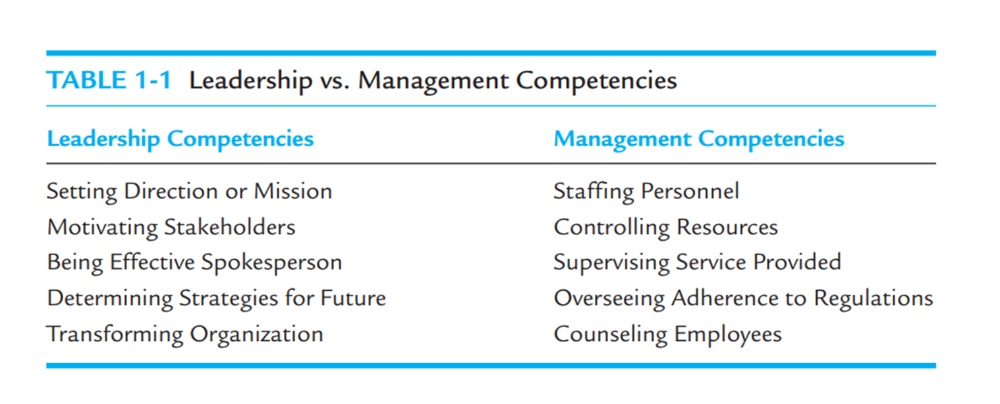 TABLE 1-1 Leadership vs. Management Competencies
Leadership Competencies Management Competencies
Setting Direction or Mission Staffing Personnel
Motivating Stakeholders Controlling Resources
Being Effective Spokesperson Supervising Service Provided
Determining Strategies for Future Overseeing Adherence to Regulations
Transforming Organization Counseling Employees